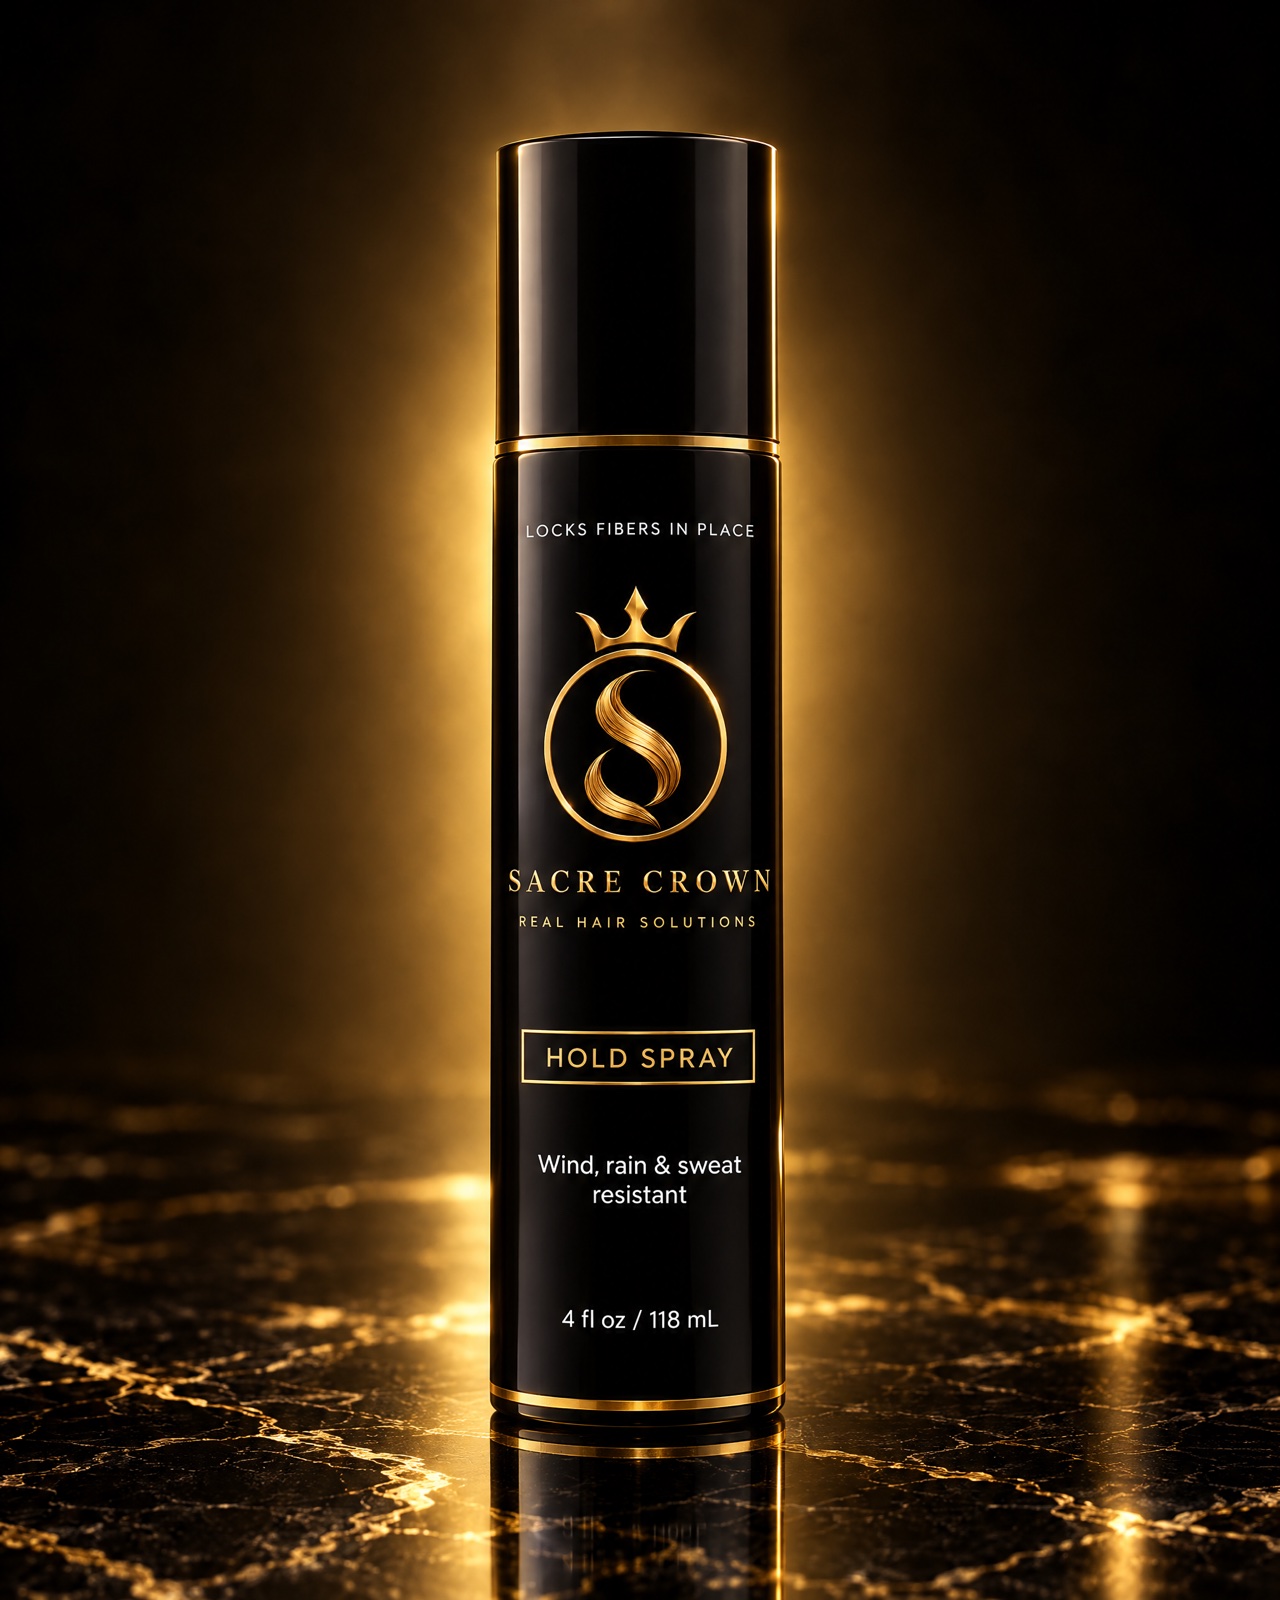 LOCKS FIBERS IN PLACE
SACRE CROWN
REAL HAIR SOLUTIONS
HOLD SPRAY
Wind, rain & sweat
resistant
4 fl oz / 118 mL